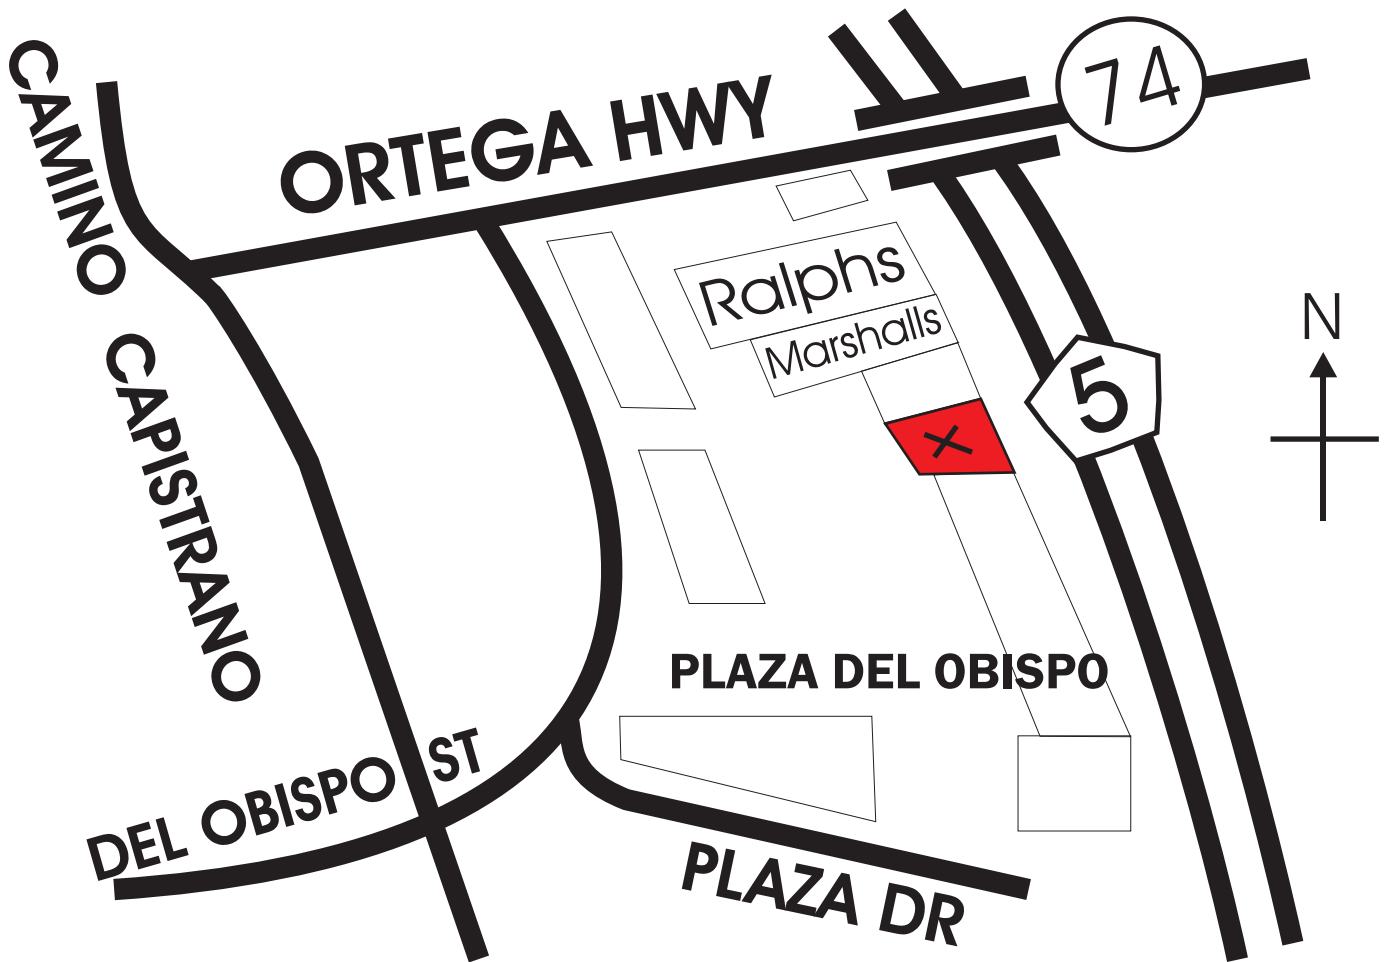 CAMINO CAPISTRANO
ORTEGA HWY
74
Ralphs
Marshalls
5
N
PLAZA DEL OBISPO
DEL OBISPO ST
PLAZA DR